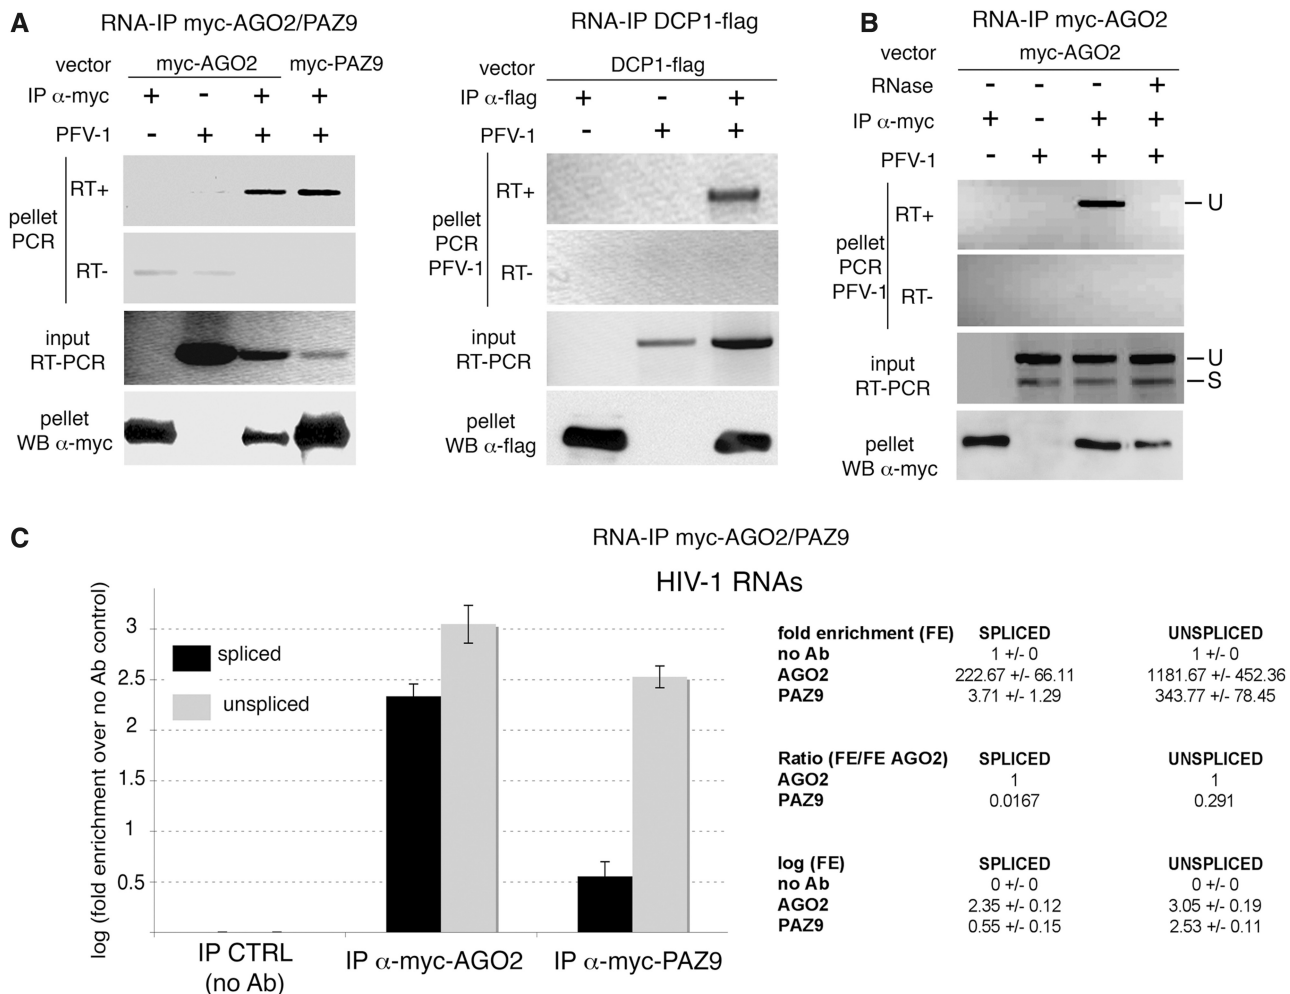 A
RNA-IP myc-AGO2/PAZ9
vector myc-AGO2 myc-PAZ9
IP α-myc + - + +
PFV-1 - + + +
pellet PCR
RT+
RT-
input RT-PCR
pellet WB α-myc
RNA-IP DCP1-flag
vector DCP1-flag
IP α-flag + - +
PFV-1 - + +
pellet PCR PFV-1
RT+
RT-
input RT-PCR
pellet WB α-flag
B
RNA-IP myc-AGO2
vector myc-AGO2
RNase - - - +
IP α-myc + - + +
PFV-1 - + + +
pellet PCR PFV-1
RT+
U
RT-
input RT-PCR
U
S
pellet WB α-myc
C
RNA-IP myc-AGO2/PAZ9
HIV-1 RNAs
log (fold enrichment over no Ab control)
3
2.5
2
1.5
1
0.5
spliced
unspliced
IP CTRL (no Ab)
IP α-myc-AGO2
IP α-myc-PAZ9
fold enrichment (FE) SPLICED UNSPLICED
no Ab 1 +/- 0 1 +/- 0
AGO2 222.67 +/- 66.11 1181.67 +/- 452.36
PAZ9 3.71 +/- 1.29 343.77 +/- 78.45
Ratio (FE/FE AGO2) SPLICED UNSPLICED
AGO2 1 1
PAZ9 0.0167 0.291
log (FE) SPLICED UNSPLICED
no Ab 0 +/- 0 0 +/- 0
AGO2 2.35 +/- 0.12 3.05 +/- 0.19
PAZ9 0.55 +/- 0.15 2.53 +/- 0.11